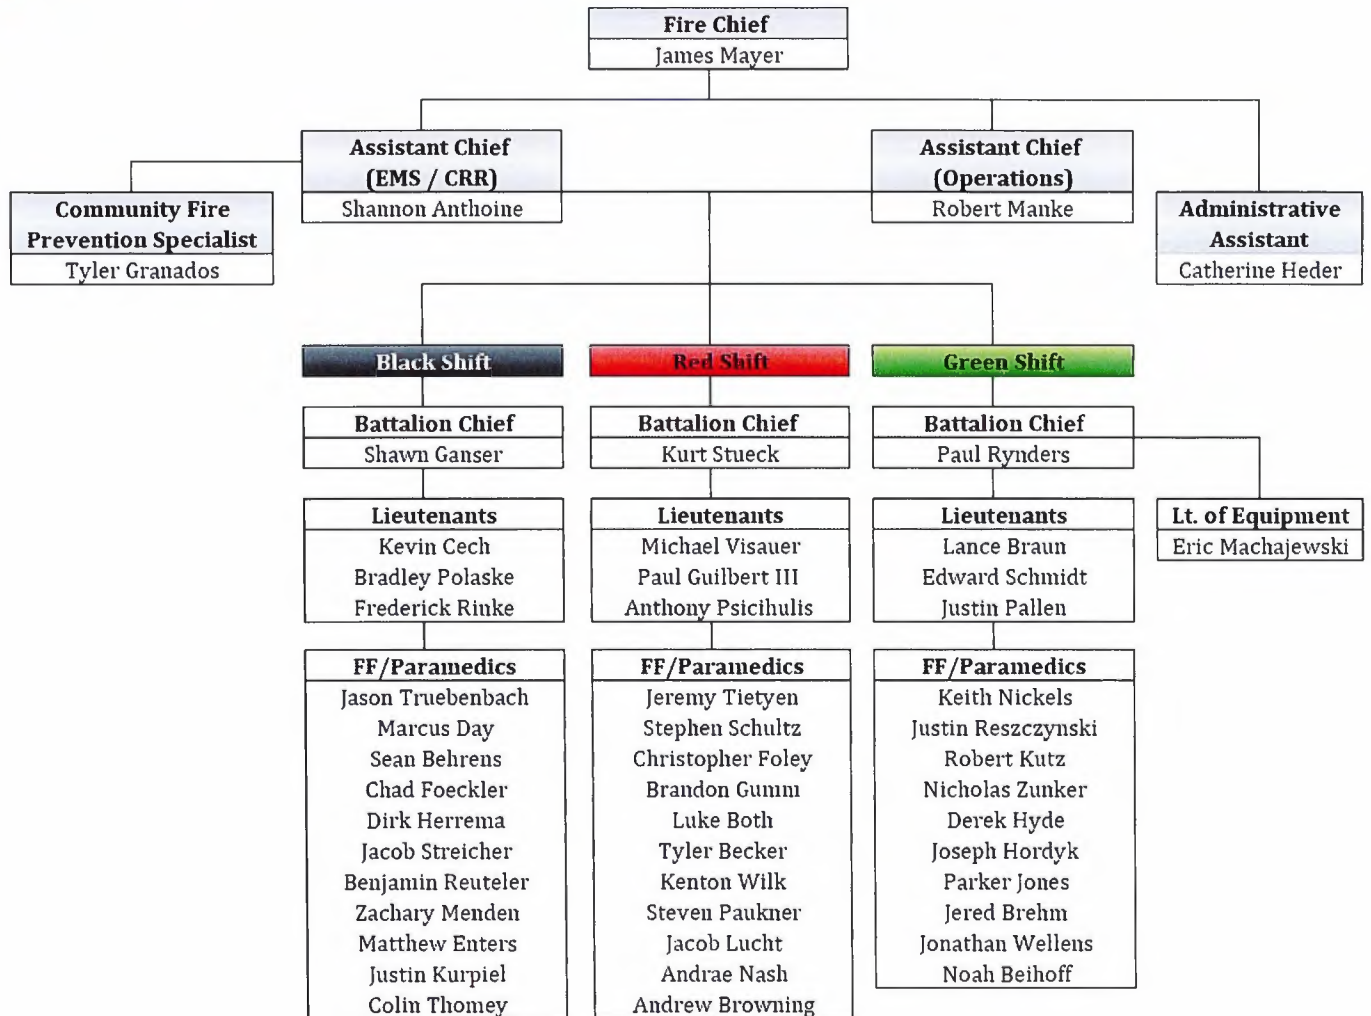 Fire Chief
James Mayer
Assistant Chief
(EMS / CRR)
Shannon Anthoine
Assistant Chief
(Operations)
Robert Manke
Community Fire
Prevention Specialist
Tyler Granados
Administrative
Assistant
Catherine Heder
Black Shift
Battalion Chief
Shawn Ganser
Lieutenants
Kevin Cech
Bradley Polaske
Frederick Rinke
FF/Paramedics
Jason Truebenbach
Marcus Day
Sean Behrens
Chad Foeckler
Dirk Herrema
Jacob Streicher
Benjamin Reuteler
Zachary Menden
Matthew Enters
Justin Kurpiel
Colin Thomey
Red Shift
Battalion Chief
Kurt Stueck
Lieutenants
Michael Visauer
Paul Guilbert III
Anthony Psicihulis
FF/Paramedics
Jeremy Tietyen
Stephen Schultz
Christopher Foley
Brandon Gumm
Luke Both
Tyler Becker
Kenton Wilk
Steven Paukner
Jacob Lucht
Andrae Nash
Andrew Browning
Green Shift
Battalion Chief
Paul Rynders
Lieutenants
Lance Braun
Edward Schmidt
Justin Pallen
FF/Paramedics
Keith Nickels
Justin Reszczynski
Robert Kutz
Nicholas Zunker
Derek Hyde
Joseph Hordyk
Parker Jones
Jered Brehm
Jonathan Wellens
Noah Beihoff
Lt. of Equipment
Eric Machajewski